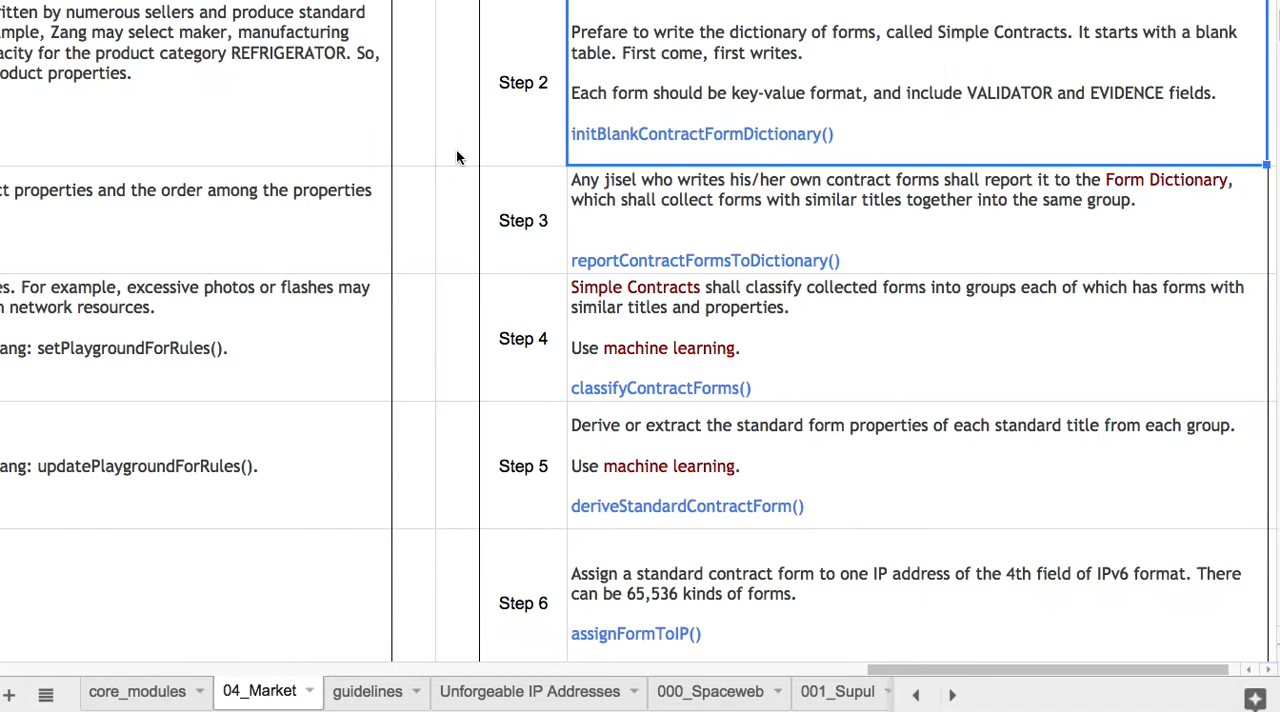 itten by numerous sellers and produce standard
mple, Zang may select maker, manufacturing
acity for the product category REFRIGERATOR. So,
oduct properties.
ct properties and the order among the properties
es. For example, excessive photos or flashes may
n network resources.
ang: setPlaygroundForRules().
ang: updatePlaygroundForRules().
Step 2
Prefare to write the dictionary of forms, called Simple Contracts. It starts with a blank
table. First come, first writes.
Each form should be key-value format, and include VALIDATOR and EVIDENCE fields.
initBlankContractFormDictionary()
Step 3
Any jisel who writes his/her own contract forms shall report it to the Form Dictionary,
which shall collect forms with similar titles together into the same group.
reportContractFormsToDictionary()
Step 4
Simple Contracts shall classify collected forms into groups each of which has forms with
similar titles and properties.
Use machine learning.
classifyContractForms()
Step 5
Derive or extract the standard form properties of each standard title from each group.
Use machine learning.
deriveStandardContractForm()
Step 6
Assign a standard contract form to one IP address of the 4th field of IPv6 format. There
can be 65,536 kinds of forms.
assignFormToIP()
core_modules 04_Market guidelines Unforgeable IP Addresses 000_Spaceweb 001_Supul